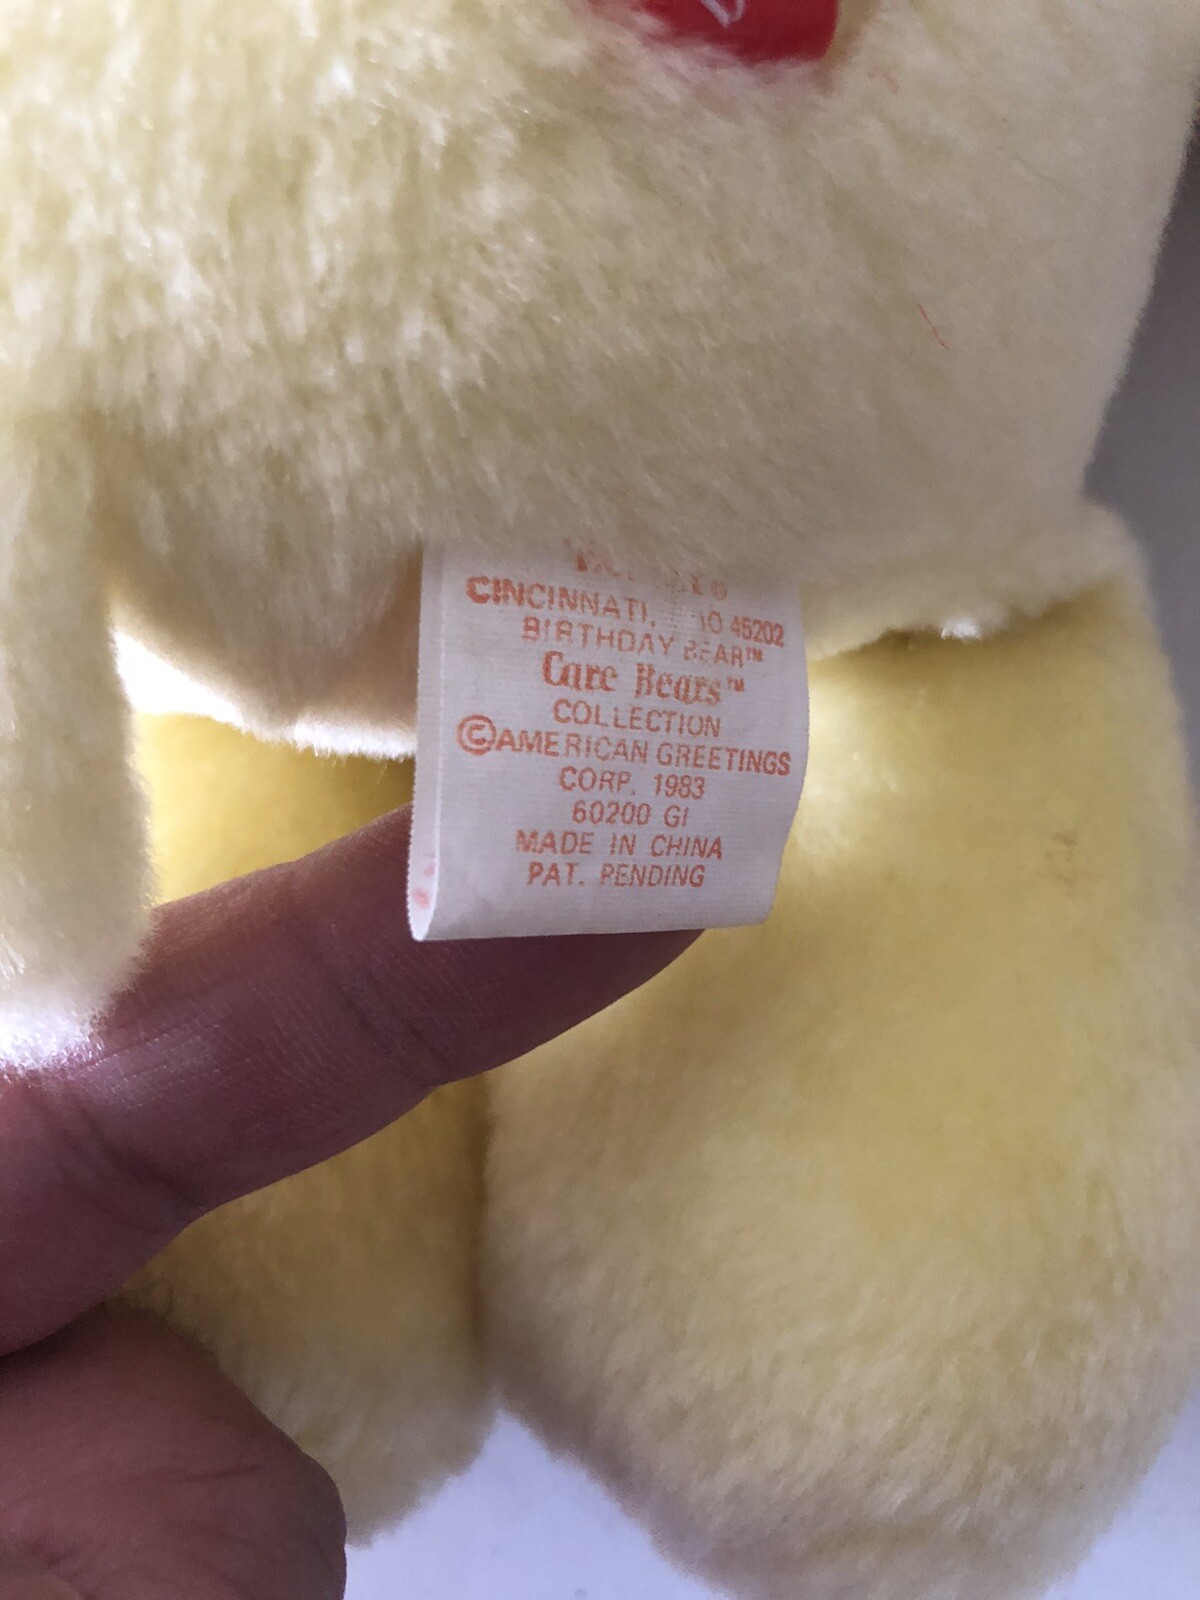 CINCINNATI, 45202
BIRTHDAY BEAR™
Care Bears™
COLLECTION
©AMERICAN GREETINGS
CORP. 1983
60200 GI
MADE IN CHINA
PAT. PENDING